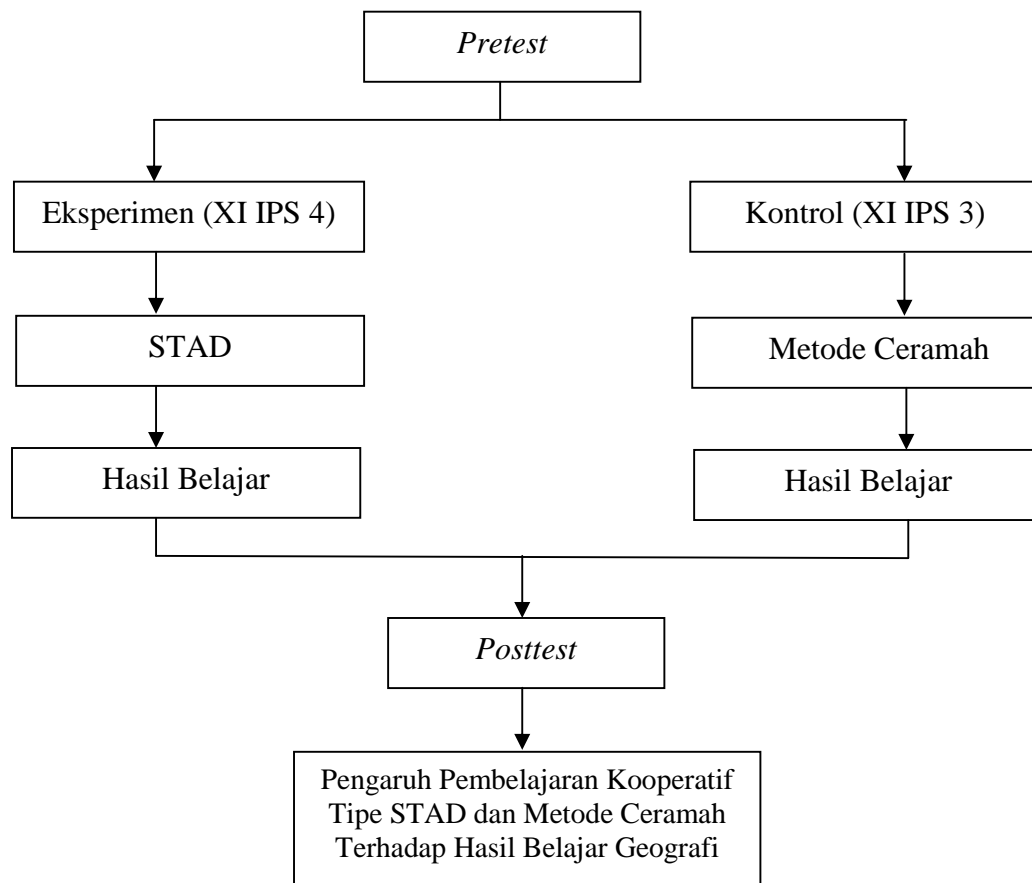 Pretest
Eksperimen (XI IPS 4)
Kontrol (XI IPS 3)
STAD
Metode Ceramah
Hasil Belajar
Hasil Belajar
Posttest
Pengaruh Pembelajaran Kooperatif
Tipe STAD dan Metode Ceramah
Terhadap Hasil Belajar Geografi